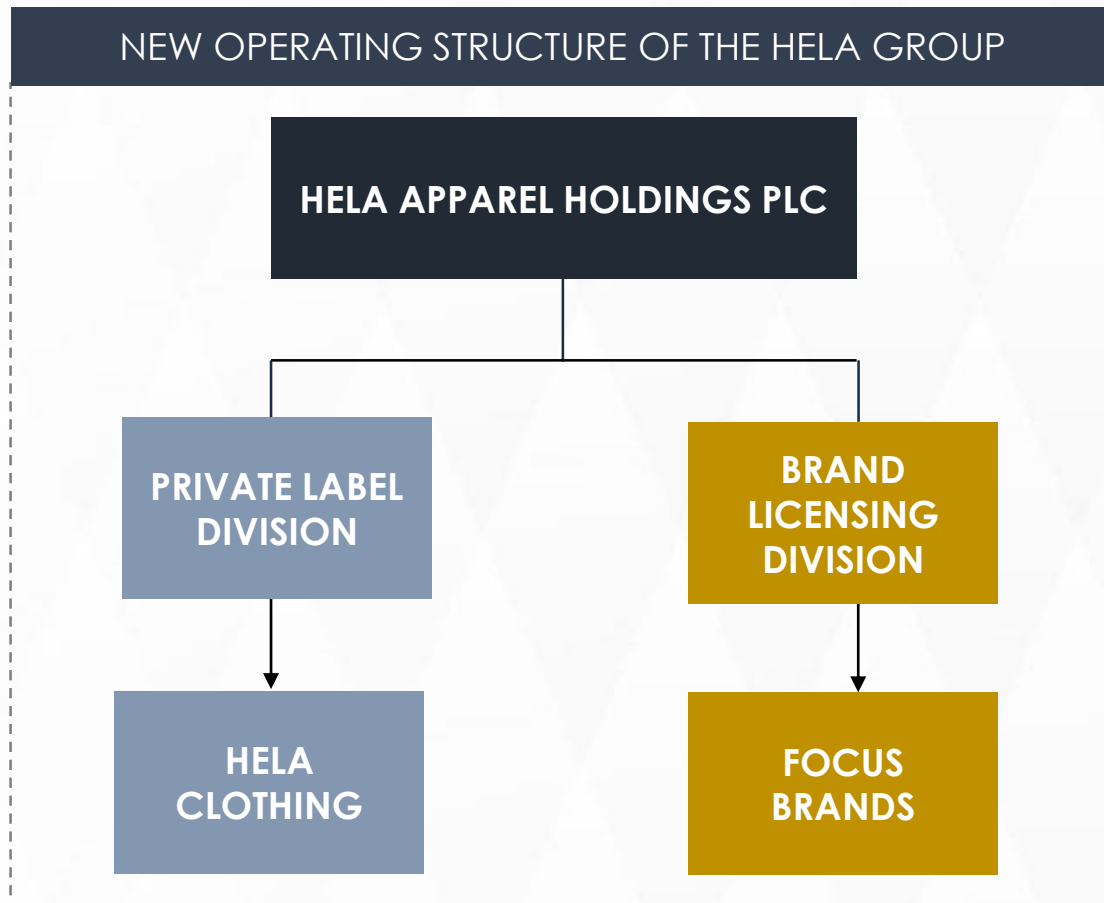 NEW OPERATING STRUCTURE OF THE HELA GROUP
HELA APPAREL HOLDINGS PLC
PRIVATE LABEL
DIVISION
BRAND
LICENSING
DIVISION
HELA
CLOTHING
FOCUS
BRANDS